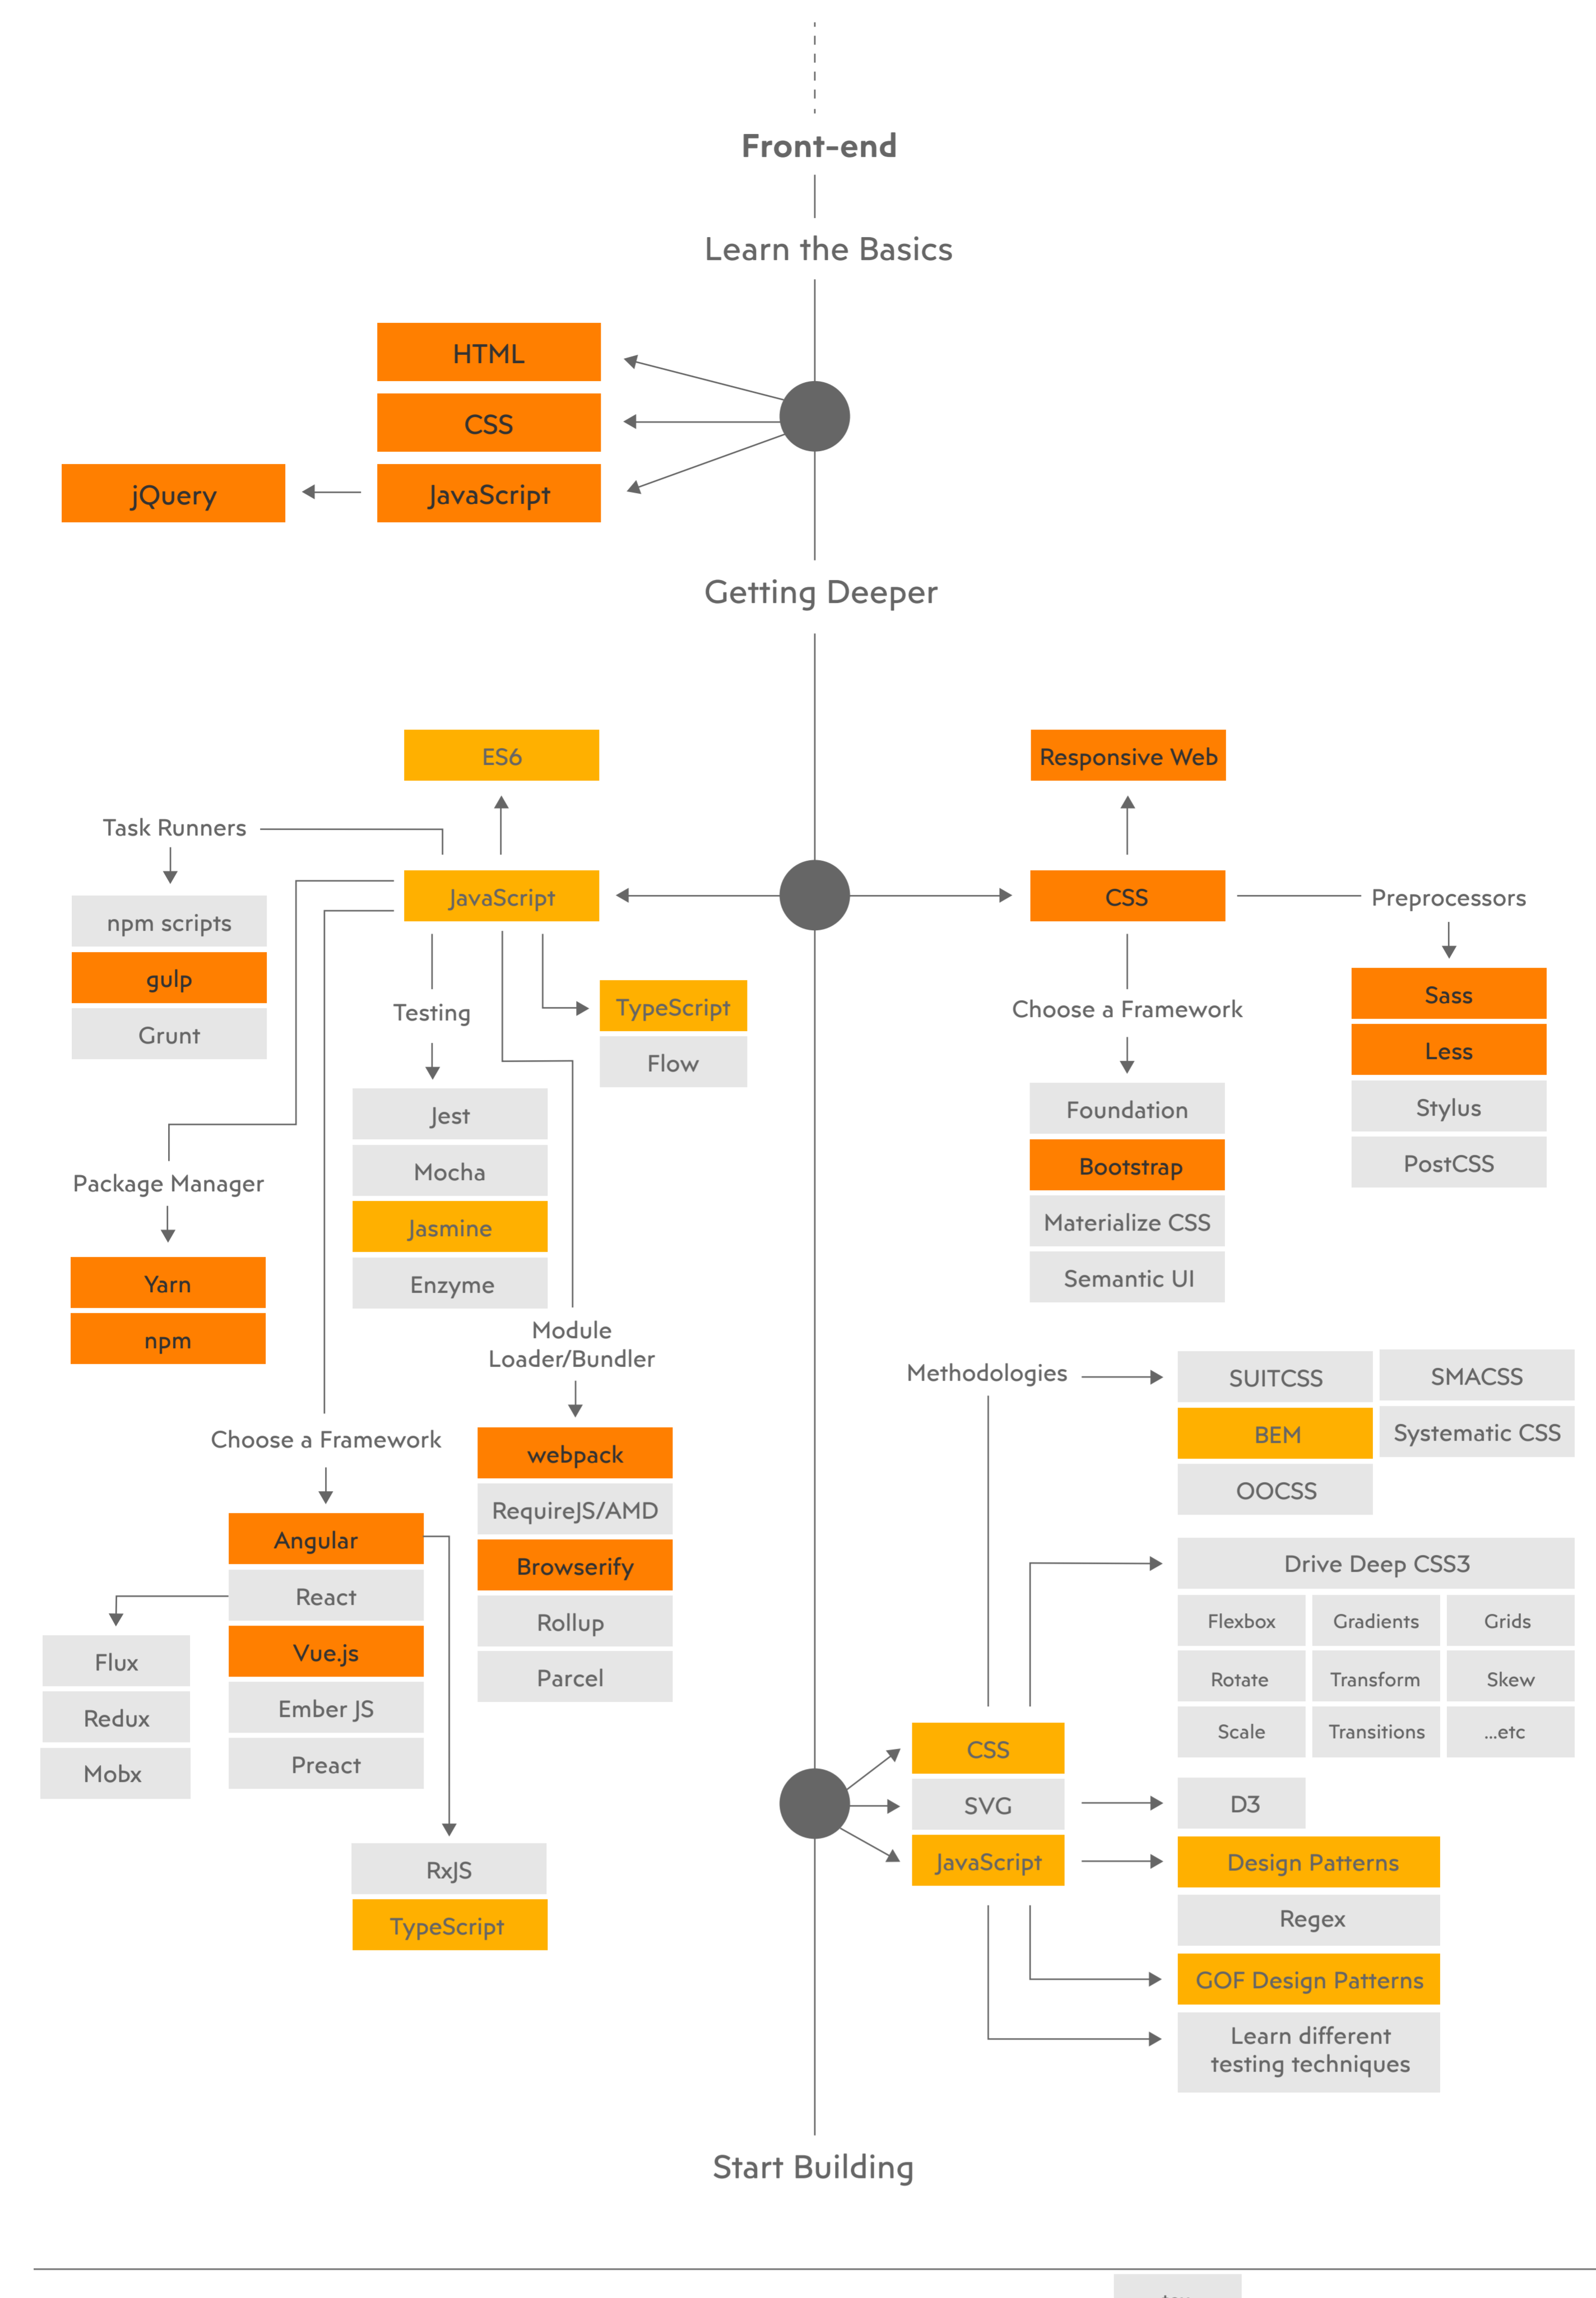 Front-end
Learn the Basics
HTML
CSS
jQuery
JavaScript
Getting Deeper
ES6
Task Runners
JavaScript
npm scripts
gulp
Grunt
Testing
TypeScript
Flow
Jest
Mocha
Jasmine
Enzyme
Package Manager
Yarn
npm
Module
Loader/Bundler
webpack
RequireJS/AMD
Browserify
Rollup
Parcel
Choose a Framework
Angular
React
Vue.js
Ember JS
Preact
Flux
Redux
Mobx
RxJS
TypeScript
Responsive Web
CSS
Preprocessors
Sass
Less
Stylus
PostCSS
Choose a Framework
Foundation
Bootstrap
Materialize CSS
Semantic UI
Methodologies
SUITCSS
SMACSS
BEM
Systematic CSS
OOCSS
Drive Deep CSS3
Flexbox
Gradients
Grids
Rotate
Transform
Skew
Scale
Transitions
...etc
CSS
SVG
D3
JavaScript
Design Patterns
Regex
GOF Design Patterns
Learn different
testing techniques
Start Building